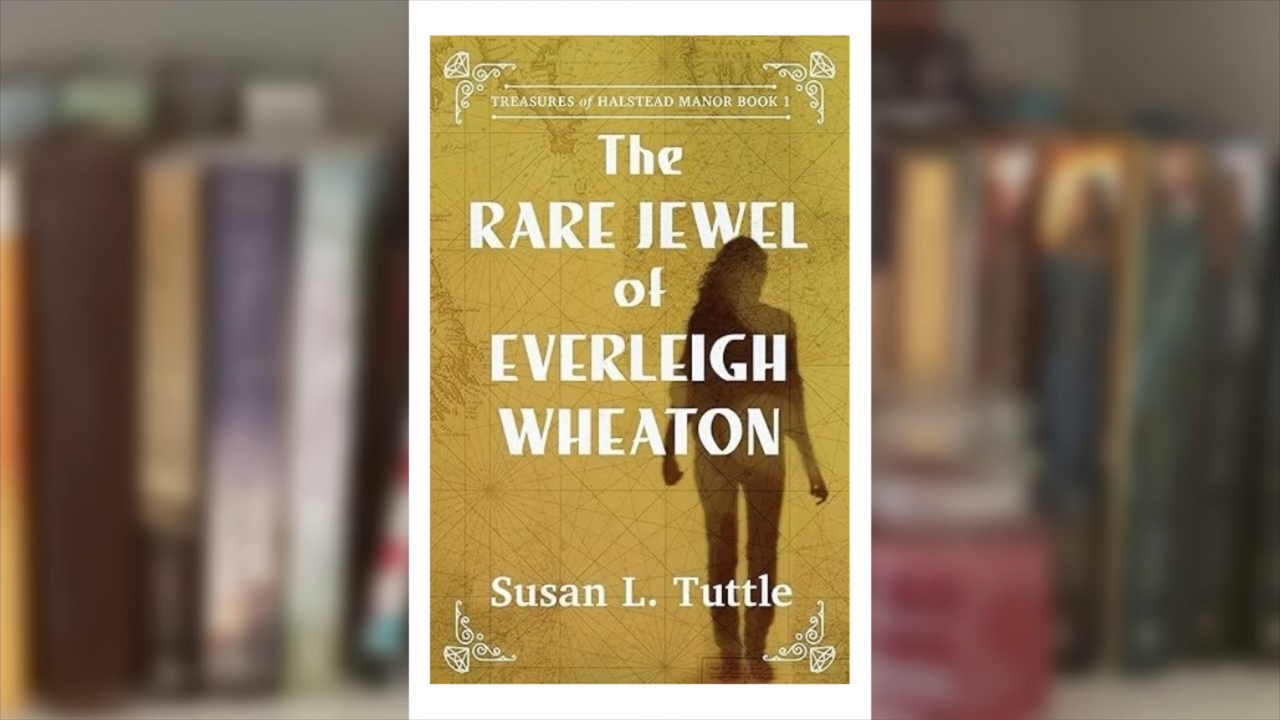 TREASURES of HALSTEAD MANOR BOOK 1
The
RARE JEWEL
of
EVERLEIGH
WHEATON
Susan L. Tuttle